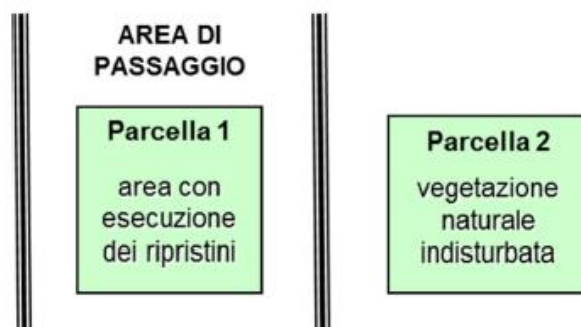 AREA DI
PASSAGGIO
Parcella 1
area con
esecuzione
dei ripristini
Parcella 2
vegetazione
naturale
indisturbata